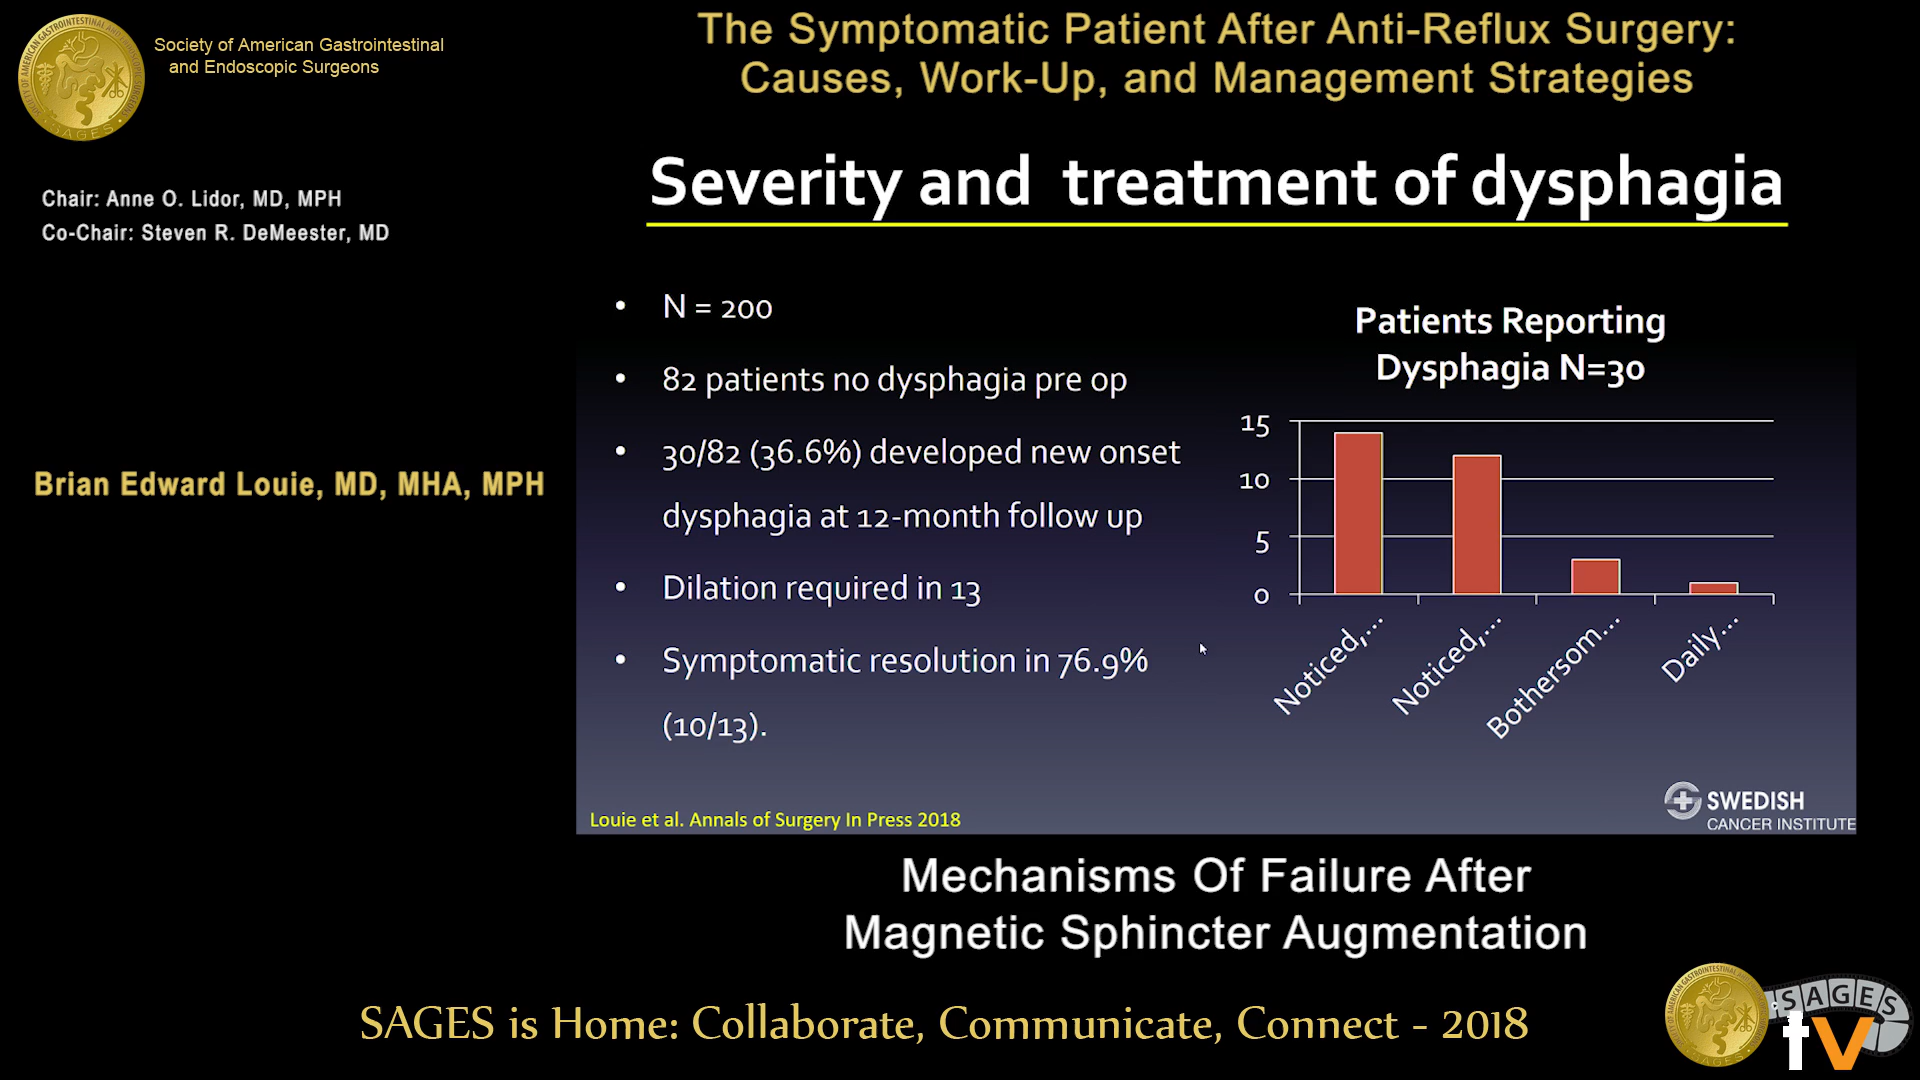 Society of American Gastrointestinal
and Endoscopic Surgeons
The Symptomatic Patient After Anti-Reflux Surgery:
Causes, Work-Up, and Management Strategies
Chair: Anne O. Lidor, MD, MPH
Co-Chair: Steven R. DeMeester, MD
Brian Edward Louie, MD, MHA, MPH
Severity and treatment of dysphagia
• N = 200
• 82 patients no dysphagia pre op
• 30/82 (36.6%) developed new onset
dysphagia at 12-month follow up
• Dilation required in 13
• Symptomatic resolution in 76.9%
(10/13).
Patients Reporting
Dysphagia N=30
15
10
5
0
Noticed,...
Noticed,...
Bothersom...
Daily...
Louie et al. Annals of Surgery In Press 2018
SWEDISH
CANCER INSTITUTE
Mechanisms Of Failure After
Magnetic Sphincter Augmentation
SAGES is Home: Collaborate, Communicate, Connect - 2018
SAGES
tv